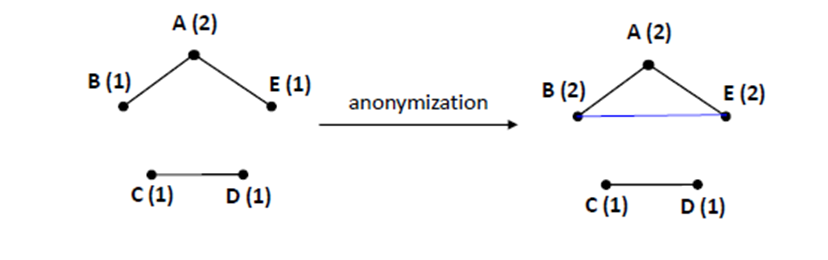 A (2)
B (1)
E (1)
C (1)
D (1)
anonymization
A (2)
B (2)
E (2)
C (1)
D (1)